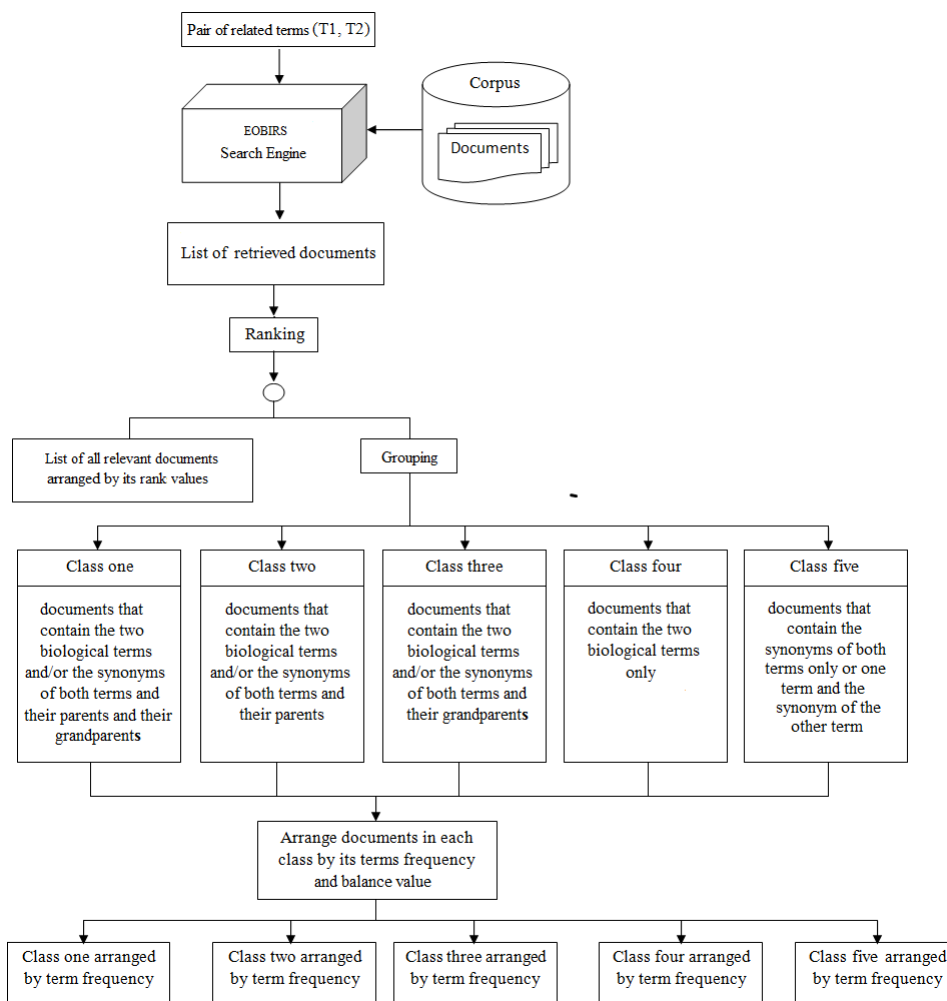 Pair of related terms (T1, T2)
EOBIRS
Search Engine
Corpus
Documents
List of retrieved documents
Ranking
List of all relevant documents
arranged by its rank values
Grouping
Class one
documents that
contain the two
biological terms
and/or the synonyms
of both terms and
their parents and their
grandparents
Class two
documents that
contain the two
biological terms
and/or the synonyms
of both terms and
their parents
Class three
documents that
contain the two
biological terms
and/or the synonyms
of both terms and
their grandparents
Class four
documents that
contain the two
biological terms
only
Class five
documents that
contain the
synonyms of both
terms only or one
term and the
synonym of the
other term
Arrange documents in each
class by its terms frequency
and balance value
Class one arranged
by term frequency
Class two arranged
by term frequency
Class three arranged
by term frequency
Class four arranged
by term frequency
Class five arranged
by term frequency